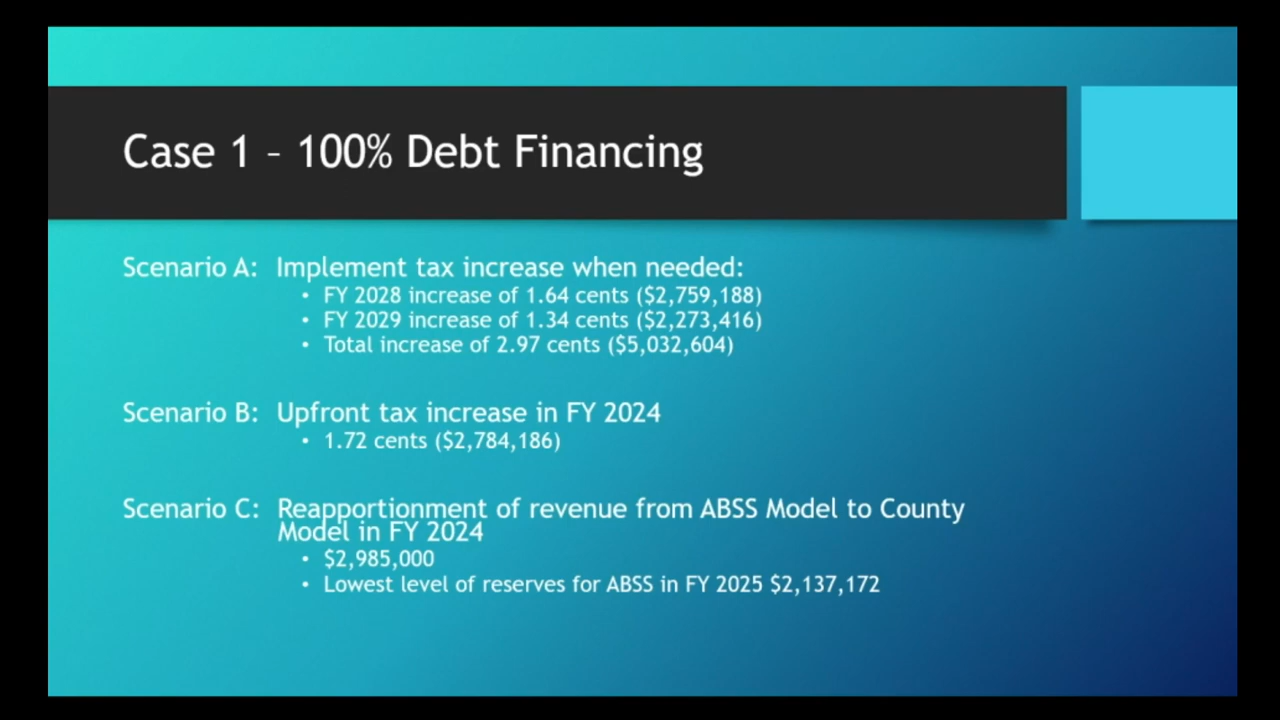 Case 1 – 100% Debt Financing
Scenario A: Implement tax increase when needed:
• FY 2028 increase of 1.64 cents ($2,759,188)
• FY 2029 increase of 1.34 cents ($2,273,416)
• Total increase of 2.97 cents ($5,032,604)
Scenario B: Upfront tax increase in FY 2024
• 1.72 cents ($2,784,186)
Scenario C: Reapportionment of revenue from ABSS Model to County
Model in FY 2024
• $2,985,000
• Lowest level of reserves for ABSS in FY 2025 $2,137,172